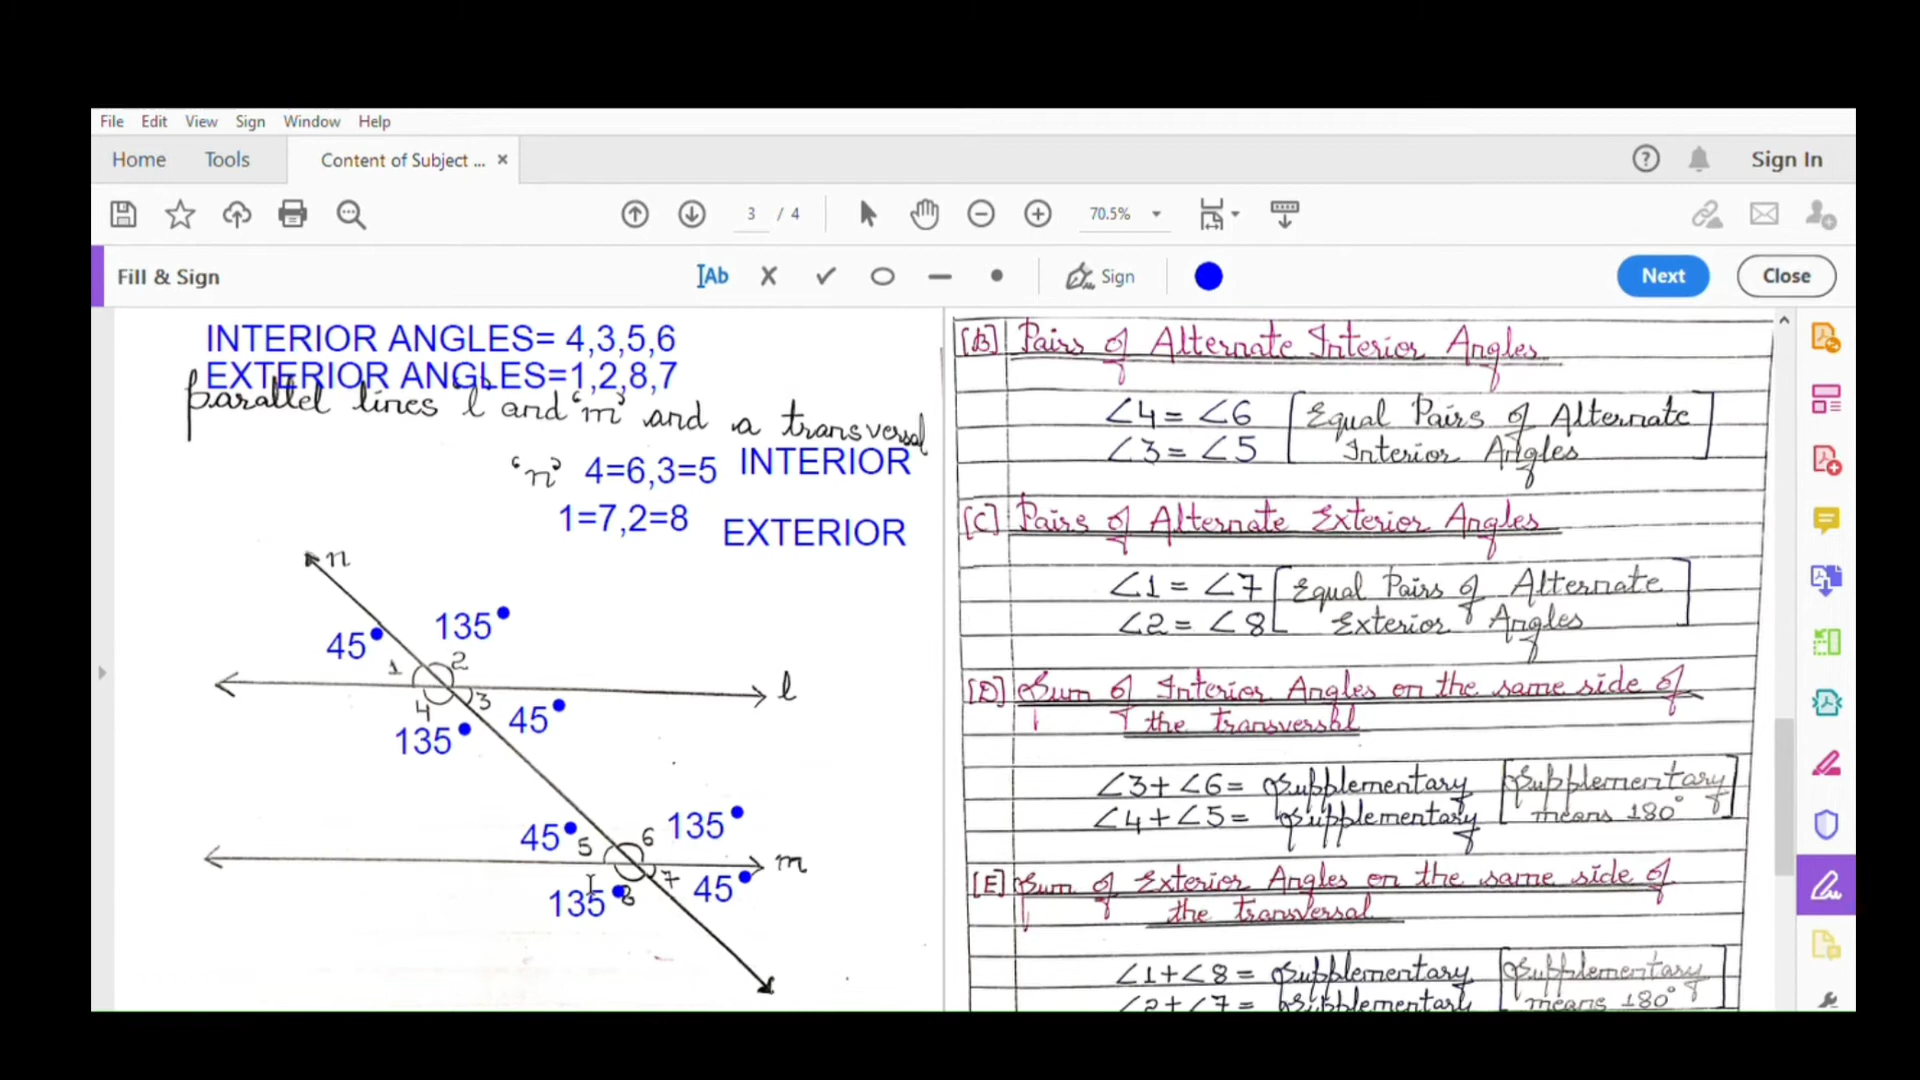 File Edit View Sign Window Help
Home Tools Content of Subject ... × Sign In
3 / 4 70.5%
Fill & Sign Ab Sign Next Close
INTERIOR ANGLES= 4,3,5,6
EXTERIOR ANGLES=1,2,8,7
parallel lines 'l' and 'm' and a transversal
'n' 4=6,3=5 INTERIOR
1=7,2=8 EXTERIOR
n
45 135
1 2
l
4 3
135 45
45 135
5 6
m
8 7
135 45
[B] Pairs of Alternate Interior Angles
∠4 = ∠6 [Equal Pairs of Alternate
∠3 = ∠5 Interior Angles]
[C] Pairs of Alternate Exterior Angles
∠1 = ∠7 [Equal Pairs of Alternate
∠2 = ∠8 Exterior Angles]
[D] Sum of Interior Angles on the same side of
the transversal
∠3+ ∠6 = Supplementary [Supplementary
∠4+ ∠5 = Supplementary means 180°]
[E] Sum of Exterior Angles on the same side of
the transversal
∠1+∠8 = Supplementary [Supplementary
∠2+∠7 = Supplementary means 180°]